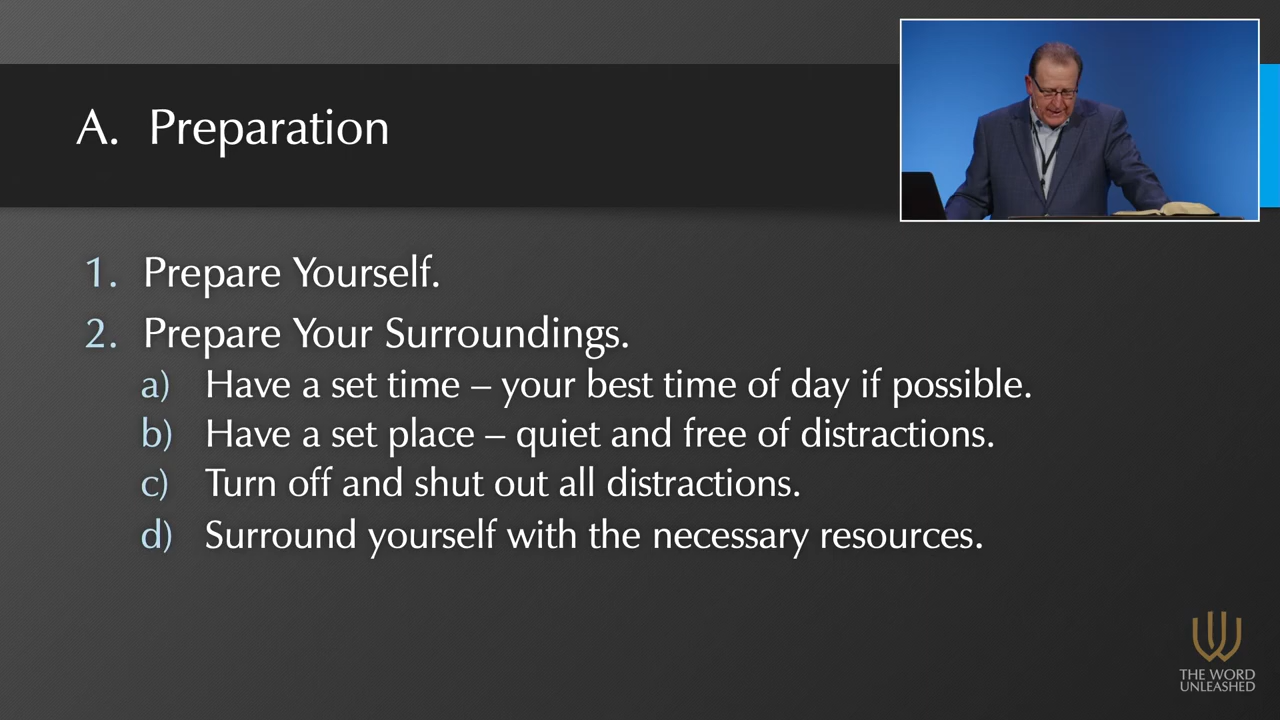 A. Preparation
1. Prepare Yourself.
2. Prepare Your Surroundings.
a) Have a set time – your best time of day if possible.
b) Have a set place – quiet and free of distractions.
c) Turn off and shut out all distractions.
d) Surround yourself with the necessary resources.
THE WORD
UNLEASHED